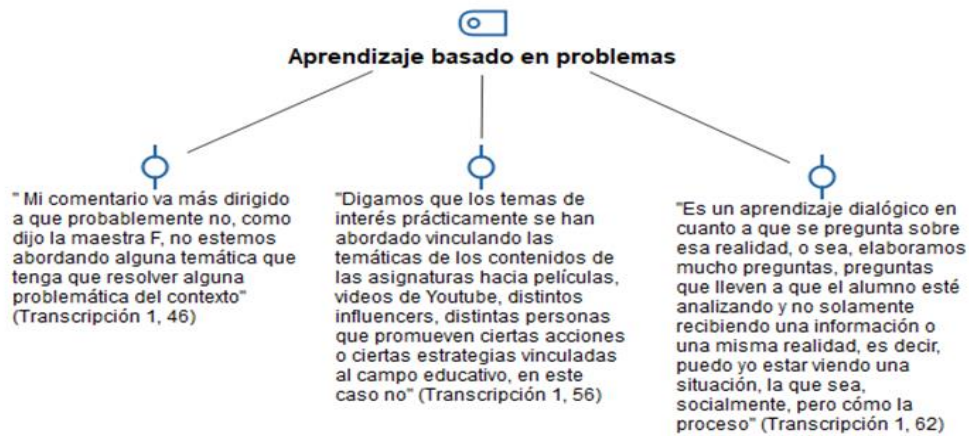 Aprendizaje basado en problemas
" Mi comentario va más dirigido
a que probablemente no, como
dijo la maestra F, no estemos
abordando alguna temática que
tenga que resolver alguna
problemática del contexto"
(Transcripción 1, 46)
"Digamos que los temas de
interés prácticamente se han
abordado vinculando las
temáticas de los contenidos de
las asignaturas hacia películas,
videos de Youtube, distintos
influencers, distintas personas
que promueven ciertas acciones
o ciertas estrategias vinculadas
al campo educativo, en este
caso no" (Transcripción 1, 56)
"Es un aprendizaje dialógico en
cuanto a que se pregunta sobre
esa realidad, o sea, elaboramos
mucho preguntas, preguntas
que lleven a que el alumno esté
analizando y no solamente
recibiendo una información o
una misma realidad, es decir,
puedo yo estar viendo una
situación, la que sea,
socialmente, pero cómo la
proceso" (Transcripción 1, 62)